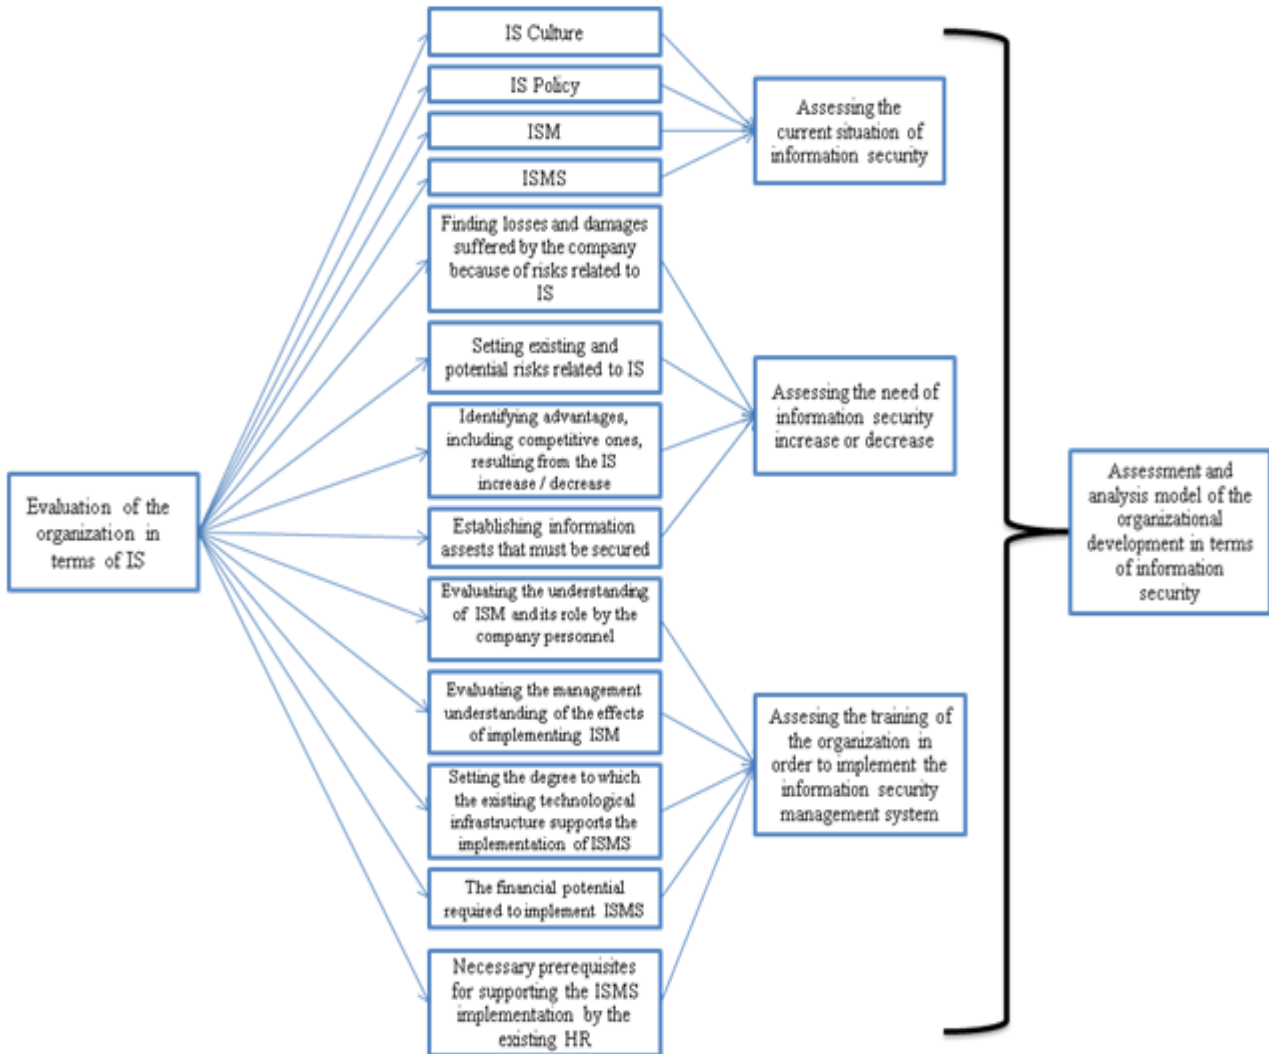 IS Culture
IS Policy
ISM
ISMS
Finding losses and damages
suffered by the company
because of risks related to
IS
Setting existing and
potential risks related to IS
Identifying advantages,
including competitive ones,
resulting from the IS
increase / decrease
Establishing information
assests that must be secured
Evaluating the understanding
of ISM and its role by the
company personnel
Evaluating the management
understanding of the effects
of implementing ISM
Setting the degree to which
the existing technological
infrastructure supports the
implementation of ISMS
The financial potential
required to implement ISMS
Necessary prerequisites
for supporting the ISMS
implementation by the
existing HR
Evaluation of the
organization in
terms of IS
Assessing the
current situation of
information security
Assessing the need of
information security
increase or decrease
Assesing the training of
the organization in
order to implement the
information security
management system
Assessment and
analysis model of the
organizational
development in terms
of information
security